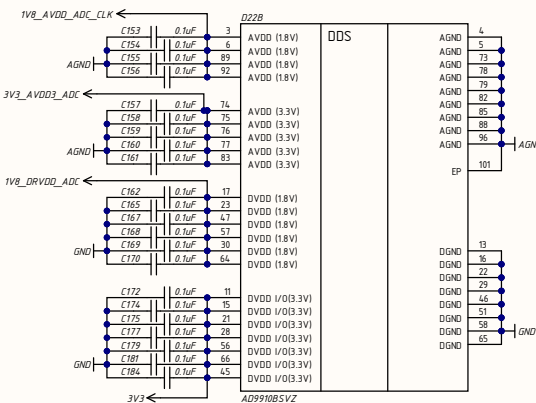 1V8_AVDD_ADC_CLK
D22B
DDS
C153 0.1uF 3 AVDD (1.8V)
C154 0.1uF 6 AVDD (1.8V)
C155 0.1uF 89 AVDD (1.8V)
C156 0.1uF 92 AVDD (1.8V)
AGND
3V3_AVDD3_ADC
C157 0.1uF 74 AVDD (3.3V)
C158 0.1uF 75 AVDD (3.3V)
C159 0.1uF 76 AVDD (3.3V)
C160 0.1uF 77 AVDD (3.3V)
C161 0.1uF 83 AVDD (3.3V)
AGND
1V8_DRVDD_ADC
C162 0.1uF 17 DVDD (1.8V)
C165 0.1uF 23 DVDD (1.8V)
C167 0.1uF 47 DVDD (1.8V)
C168 0.1uF 57 DVDD (1.8V)
C169 0.1uF 30 DVDD (1.8V)
C170 0.1uF 64 DVDD (1.8V)
GND
C172 0.1uF 11 DVDD I/O(3.3V)
C174 0.1uF 15 DVDD I/O(3.3V)
C175 0.1uF 21 DVDD I/O(3.3V)
C177 0.1uF 28 DVDD I/O(3.3V)
C179 0.1uF 56 DVDD I/O(3.3V)
C181 0.1uF 66 DVDD I/O(3.3V)
C184 0.1uF 45 DVDD I/O(3.3V)
GND
3V3
AGND 4
AGND 5
AGND 73
AGND 78
AGND 79
AGND 82
AGND 85
AGND 88
AGND 96
AGN
EP 101
DGND 13
DGND 16
DGND 22
DGND 29
DGND 46
DGND 51
DGND 58
DGND 65
GND
AD9910BSVZ